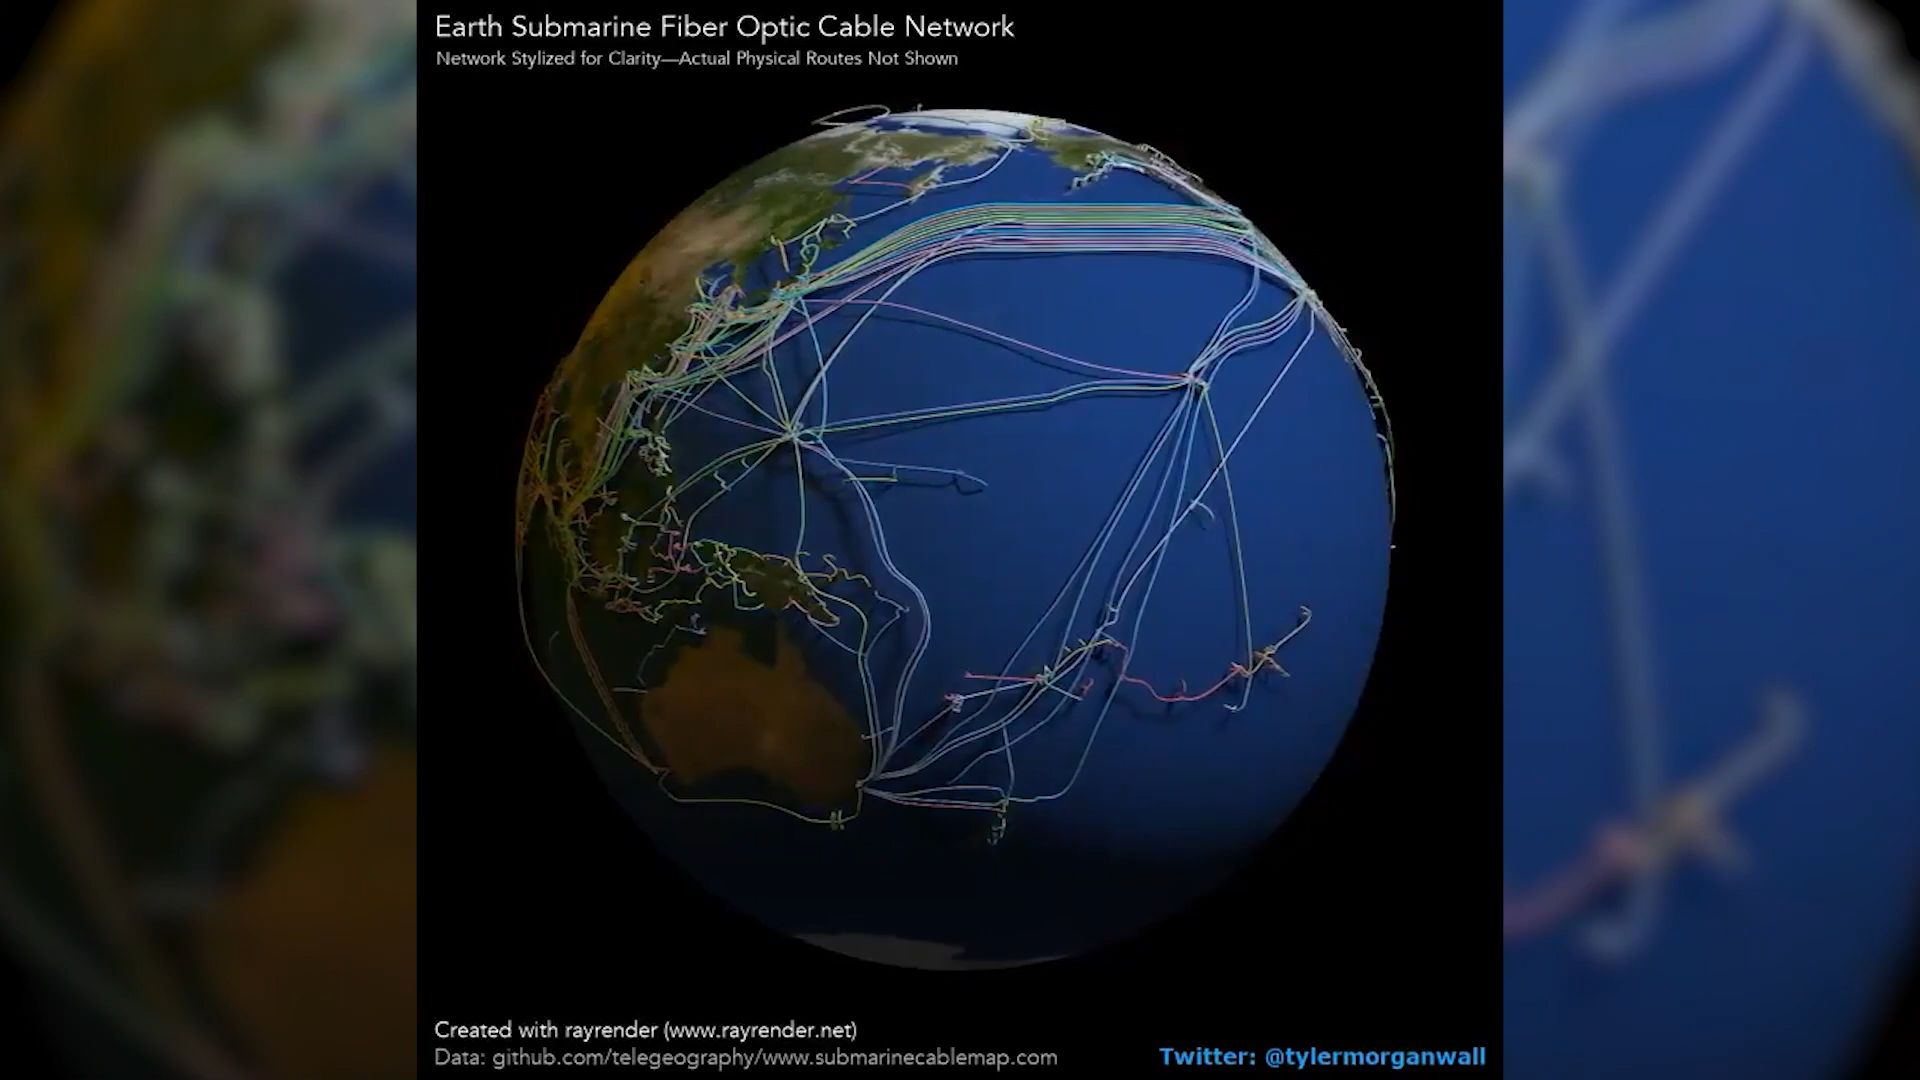 Earth Submarine Fiber Optic Cable Network
Network Stylized for Clarity—Actual Physical Routes Not Shown
Created with rayrender (www.rayrender.net)
Data: github.com/telegeography/www.submarinecablemap.com
Twitter: @tylermorganwall